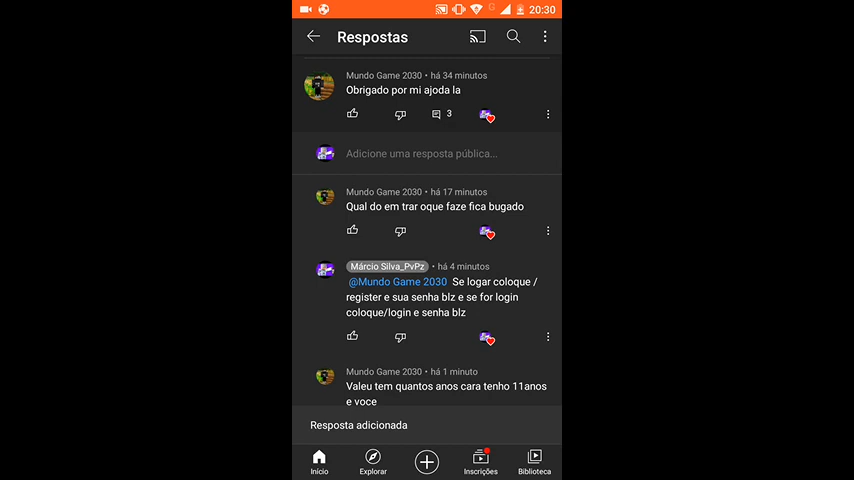 20:30
Respostas
Mundo Game 2030 • há 34 minutos
Obrigado por mi ajoda la
3
Adicione uma resposta pública...
Mundo Game 2030 • há 17 minutos
Qual do em trar oque faze fica bugado
Márcio Silva_PvPz • há 4 minutos
@Mundo Game 2030 Se logar coloque /
register e sua senha blz e se for login
coloque/login e senha blz
Mundo Game 2030 • há 1 minuto
Valeu tem quantos anos cara tenho 11anos
e voce
Resposta adicionada
Início Explorar Inscrições Biblioteca